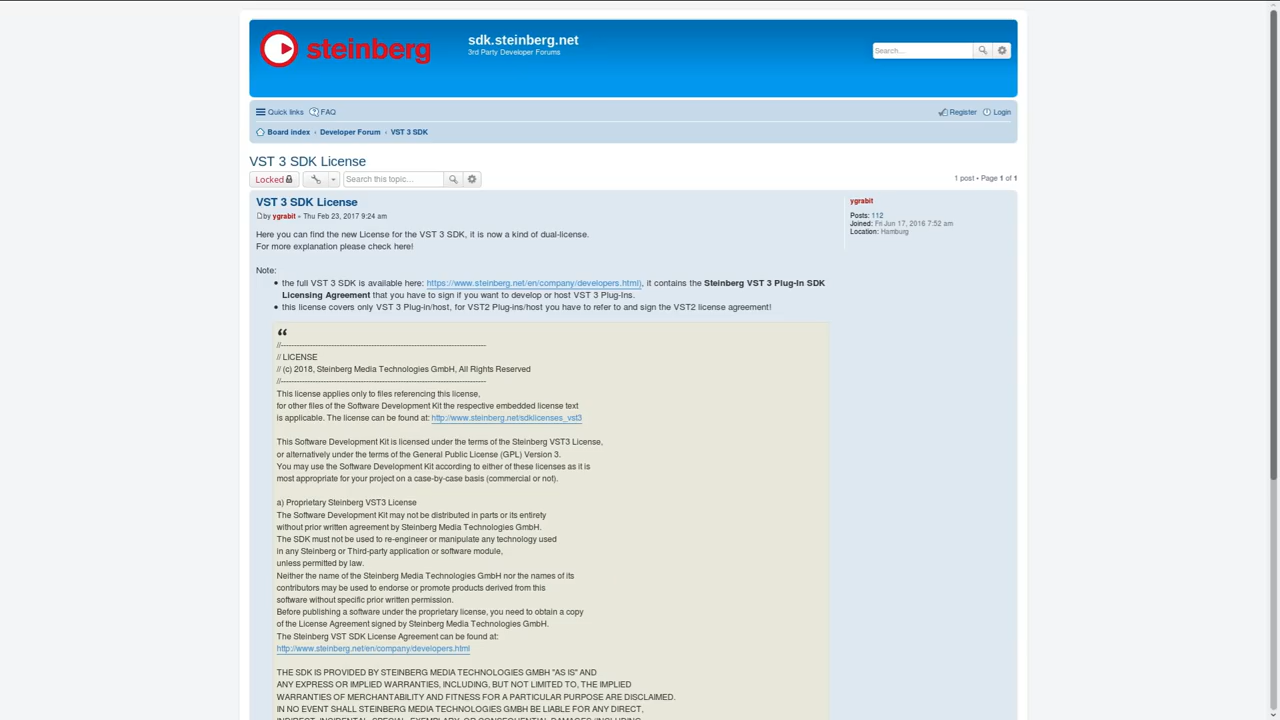 steinberg
sdk.steinberg.net
3rd Party Developer Forums
Search…
Quick links
FAQ
Register
Login
Board index ‹ Developer Forum ‹ VST 3 SDK
VST 3 SDK License
Locked
Search this topic…
1 post • Page 1 of 1
VST 3 SDK License
by ygrabit » Thu Feb 23, 2017 9:24 am
ygrabit
Posts: 112
Joined: Fri Jun 17, 2016 7:52 am
Location: Hamburg
Here you can find the new License for the VST 3 SDK, it is now a kind of dual-license.
For more explanation please check here!
Note:
• the full VST 3 SDK is available here: https://www.steinberg.net/en/company/developers.html), it contains the Steinberg VST 3 Plug-In SDK
Licensing Agreement that you have to sign if you want to develop or host VST 3 Plug-Ins.
• this license covers only VST 3 Plug-in/host, for VST2 Plug-ins/host you have to refer to and sign the VST2 license agreement!
//-----------------------------------------------------------------------------
// LICENSE
// (c) 2018, Steinberg Media Technologies GmbH, All Rights Reserved
//-----------------------------------------------------------------------------
This license applies only to files referencing this license,
for other files of the Software Development Kit the respective embedded license text
is applicable. The license can be found at: http://www.steinberg.net/sdklicenses_vst3
This Software Development Kit is licensed under the terms of the Steinberg VST3 License,
or alternatively under the terms of the General Public License (GPL) Version 3.
You may use the Software Development Kit according to either of these licenses as it is
most appropriate for your project on a case-by-case basis (commercial or not).
a) Proprietary Steinberg VST3 License
The Software Development Kit may not be distributed in parts or its entirety
without prior written agreement by Steinberg Media Technologies GmbH.
The SDK must not be used to re-engineer or manipulate any technology used
in any Steinberg or Third-party application or software module,
unless permitted by law.
Neither the name of the Steinberg Media Technologies GmbH nor the names of its
contributors may be used to endorse or promote products derived from this
software without specific prior written permission.
Before publishing a software under the proprietary license, you need to obtain a copy
of the License Agreement signed by Steinberg Media Technologies GmbH.
The Steinberg VST SDK License Agreement can be found at:
http://www.steinberg.net/en/company/developers.html
THE SDK IS PROVIDED BY STEINBERG MEDIA TECHNOLOGIES GMBH "AS IS" AND
ANY EXPRESS OR IMPLIED WARRANTIES, INCLUDING, BUT NOT LIMITED TO, THE IMPLIED
WARRANTIES OF MERCHANTABILITY AND FITNESS FOR A PARTICULAR PURPOSE ARE DISCLAIMED.
IN NO EVENT SHALL STEINBERG MEDIA TECHNOLOGIES GMBH BE LIABLE FOR ANY DIRECT,
INDIRECT, INCIDENTAL, SPECIAL, EXEMPLARY, OR CONSEQUENTIAL DAMAGES (INCLUDING,